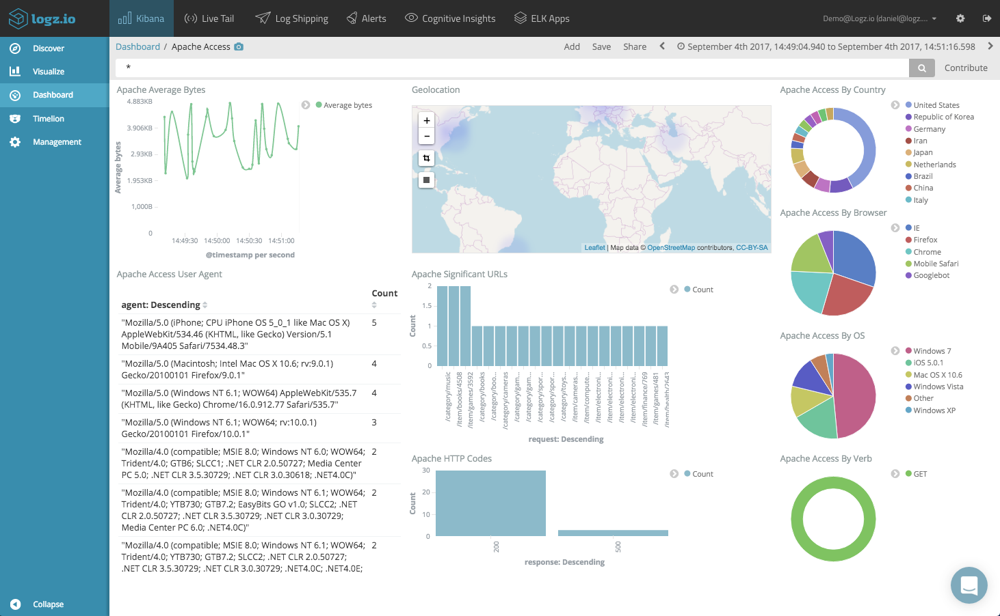 logz.io
Kibana
Live Tail
Log Shipping
Alerts
Cognitive Insights
ELK Apps
Demo@Logz.io (daniel@logz....
Discover
Visualize
Dashboard
Timelion
Management
Collapse
Dashboard / Apache Access
Add Save Share September 4th 2017, 14:49:04.940 to September 4th 2017, 14:51:16.598
*
Contribute
Apache Average Bytes
4.883KB
3.906KB
2.93KB
1.953KB
1,000B
0
Average bytes
14:49:30 14:50:00 14:50:30 14:51:00
@timestamp per second
Average bytes
Geolocation
+
−
Leaflet | Map data © OpenStreetMap contributors, CC-BY-SA
Apache Access By Country
United States
Republic of Korea
Germany
Iran
Japan
Netherlands
Brazil
China
Italy
Apache Access By Browser
IE
Firefox
Chrome
Mobile Safari
Googlebot
Apache Access User Agent
agent: Descending Count
"Mozilla/5.0 (iPhone; CPU iPhone OS 5_0_1 like Mac OS X) 5
AppleWebKit/534.46 (KHTML, like Gecko) Version/5.1
Mobile/9A405 Safari/7534.48.3"
"Mozilla/5.0 (Macintosh; Intel Mac OS X 10.6; rv:9.0.1) 4
Gecko/20100101 Firefox/9.0.1"
"Mozilla/5.0 (Windows NT 6.1; WOW64) AppleWebKit/535.7 4
(KHTML, like Gecko) Chrome/16.0.912.77 Safari/535.7"
"Mozilla/5.0 (Windows NT 6.1; WOW64; rv:10.0.1) 3
Gecko/20100101 Firefox/10.0.1"
"Mozilla/4.0 (compatible; MSIE 8.0; Windows NT 6.0; WOW64; 2
Trident/4.0; GTB6; SLCC1; .NET CLR 2.0.50727; Media Center
PC 5.0; .NET CLR 3.5.30729; .NET CLR 3.0.30618; .NET4.0C)"
"Mozilla/4.0 (compatible; MSIE 8.0; Windows NT 6.1; WOW64; 2
Trident/4.0; YTB730; GTB7.2; EasyBits GO v1.0; SLCC2; .NET
CLR 2.0.50727; .NET CLR 3.5.30729; .NET CLR 3.0.30729;
Media Center PC 6.0; .NET4.0C)"
"Mozilla/4.0 (compatible; MSIE 8.0; Windows NT 6.1; WOW64; 2
Trident/4.0; YTB730; GTB7.2; SLCC2; .NET CLR 2.0.50727;
.NET CLR 3.5.30729; .NET CLR 3.0.30729; .NET4.0C; .NET4.0E;
Apache Significant URLs
2
1.5
1
0.5
0
Count
/category/music
/item/books/4508
/item/games/3592
/category/books
/category/boo...
/category/cameras
/category/gam...
/category/gam...
/category/spor...
/category/spor...
/category/toys...
/item/cameras...
/item/compute...
/item/electroni...
/item/electroni...
/item/electroni...
/item/electroni...
/item/finance/769
/item/games/481
/item/health/2643
request: Descending
Count
Apache HTTP Codes
30
20
10
0
Count
200
500
response: Descending
Count
Apache Access By OS
Windows 7
iOS 5.0.1
Mac OS X 10.6
Windows Vista
Other
Windows XP
Apache Access By Verb
GET